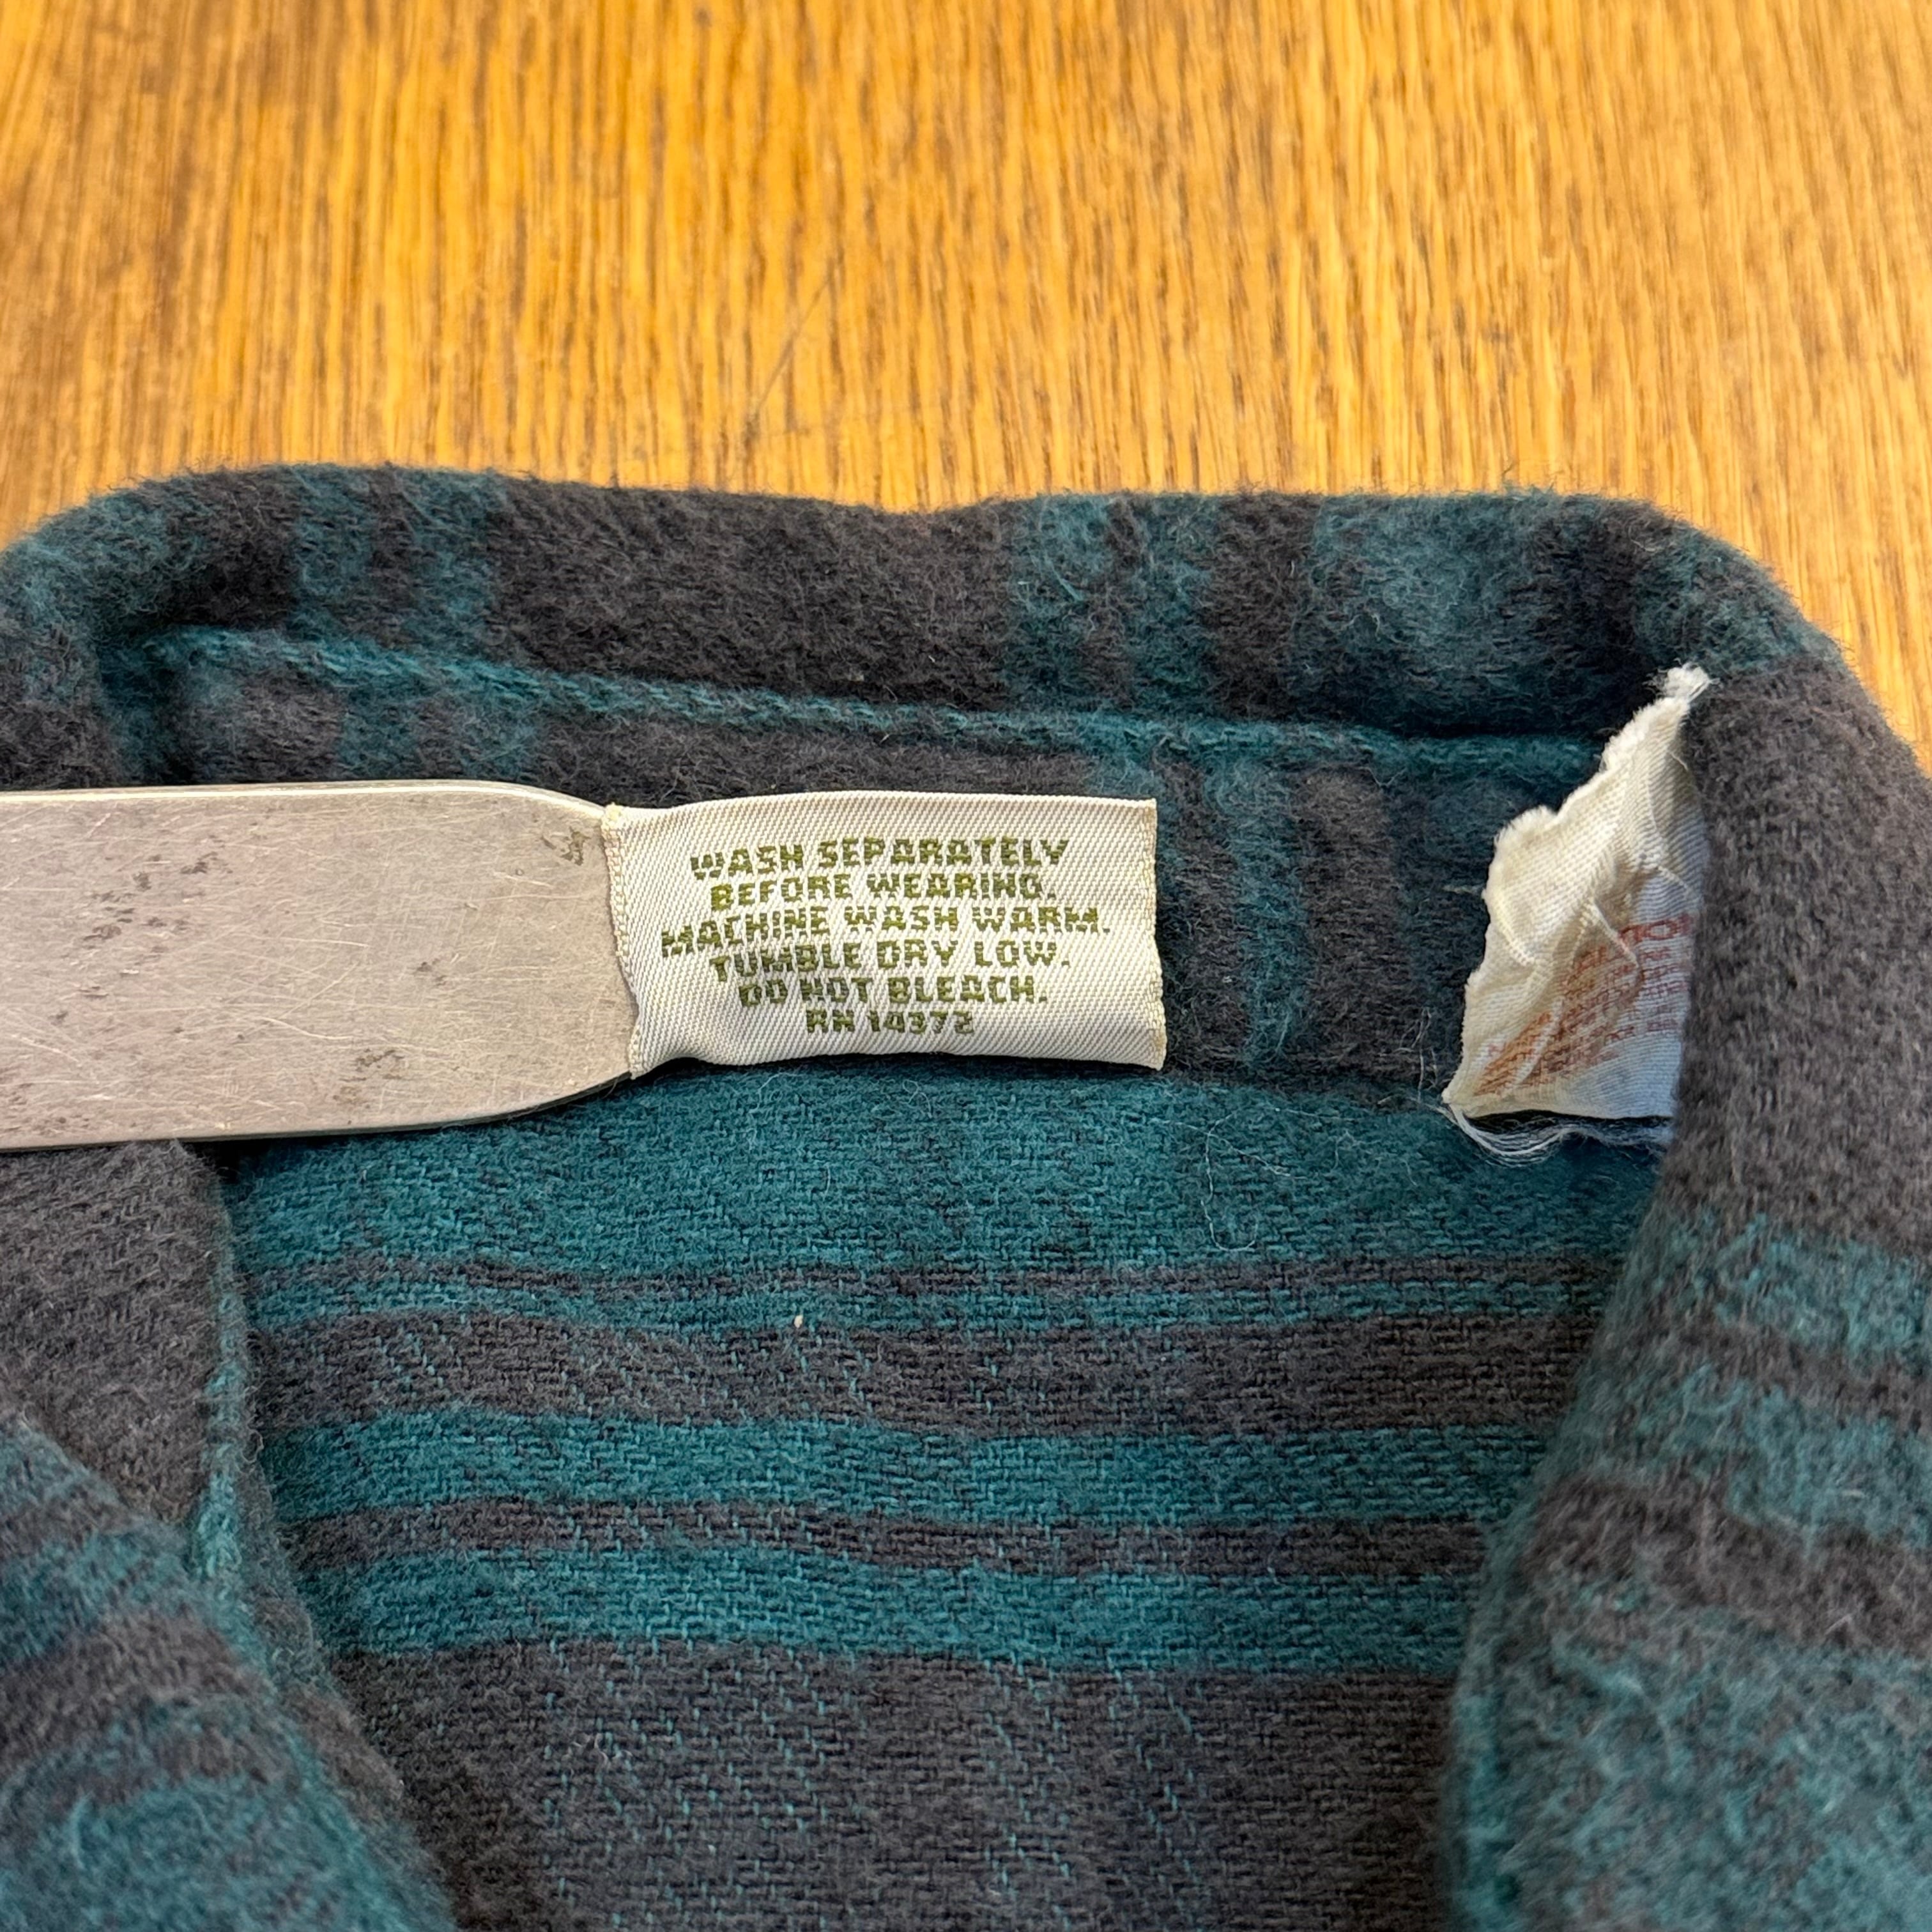 WASH SEPARATELY
BEFORE WEARING.
MACHINE WASH WARM.
TUMBLE DRY LOW.
DO NOT BLEACH.
RN 14372